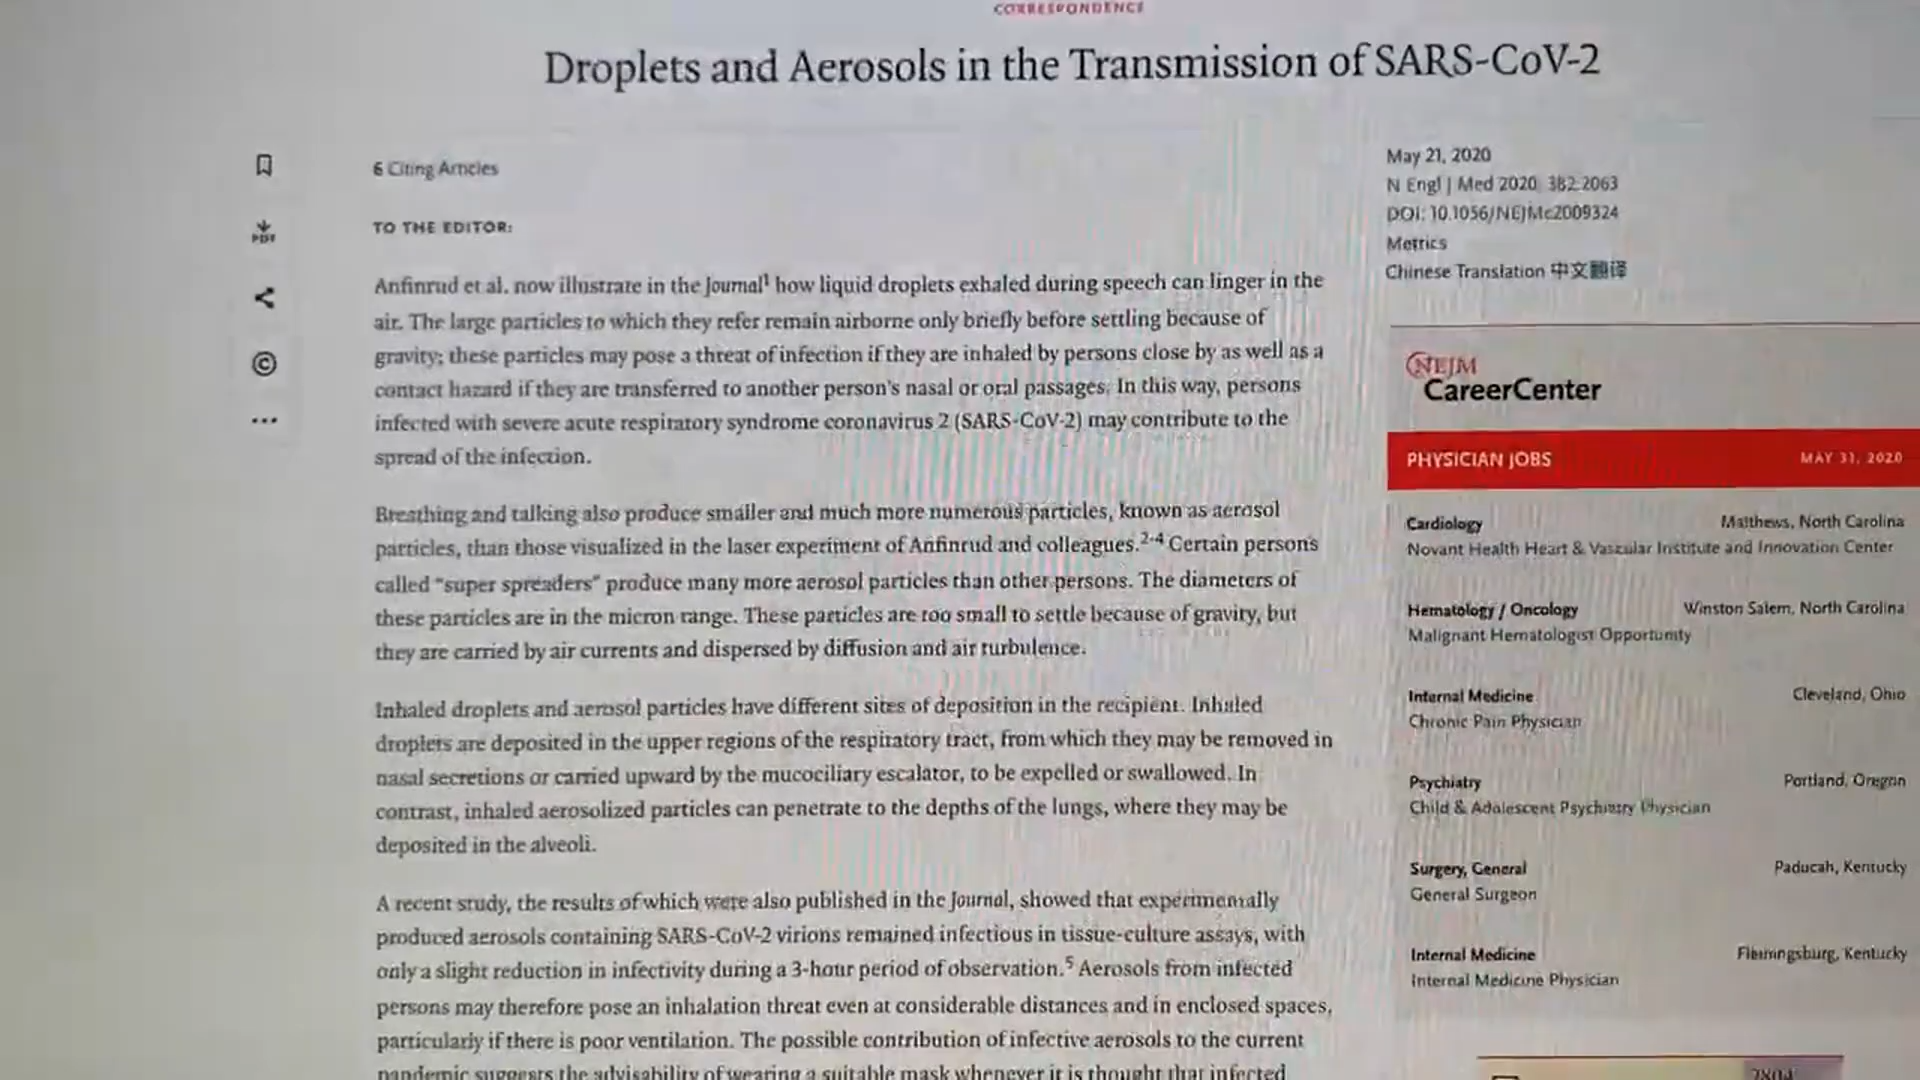 CORRESPONDENCE
Droplets and Aerosols in the Transmission of SARS-CoV-2
6 Citing Articles
TO THE EDITOR:
Anfinrud et al. now illustrate in the Journal¹ how liquid droplets exhaled during speech can linger in the
air. The large particles to which they refer remain airborne only briefly before settling because of
gravity; these particles may pose a threat of infection if they are inhaled by persons close by as well as a
contact hazard if they are transferred to another person's nasal or oral passages. In this way, persons
infected with severe acute respiratory syndrome coronavirus 2 (SARS-CoV-2) may contribute to the
spread of the infection.
Breathing and talking also produce smaller and much more numerous particles, known as aerosol
particles, than those visualized in the laser experiment of Anfinrud and colleagues.²⁻⁴ Certain persons
called “super spreaders” produce many more aerosol particles than other persons. The diameters of
these particles are in the micron range. These particles are too small to settle because of gravity, but
they are carried by air currents and dispersed by diffusion and air turbulence.
Inhaled droplets and aerosol particles have different sites of deposition in the recipient. Inhaled
droplets are deposited in the upper regions of the respiratory tract, from which they may be removed in
nasal secretions or carried upward by the mucociliary escalator, to be expelled or swallowed. In
contrast, inhaled aerosolized particles can penetrate to the depths of the lungs, where they may be
deposited in the alveoli.
A recent study, the results of which were also published in the Journal, showed that experimentally
produced aerosols containing SARS-CoV-2 virions remained infectious in tissue-culture assays, with
only a slight reduction in infectivity during a 3-hour period of observation.⁵ Aerosols from infected
persons may therefore pose an inhalation threat even at considerable distances and in enclosed spaces,
particularly if there is poor ventilation. The possible contribution of infective aerosols to the current
pandemic suggests the advisability of wearing a suitable mask whenever it is thought that infected
PDF
May 21, 2020
N Engl J Med 2020; 382:2063
DOI: 10.1056/NEJMc2009324
Metrics
Chinese Translation 中文翻译
NEJM
CareerCenter
PHYSICIAN JOBS MAY 31, 2020
Cardiology Matthews, North Carolina
Novant Health Heart & Vascular Institute and Innovation Center
Hematology / Oncology Winston Salem, North Carolina
Malignant Hematologist Opportunity
Internal Medicine Cleveland, Ohio
Chronic Pain Physician
Psychiatry Portland, Oregon
Child & Adolescent Psychiatry Physician
Surgery, General Paducah, Kentucky
General Surgeon
Internal Medicine Flemingsburg, Kentucky
Internal Medicine Physician